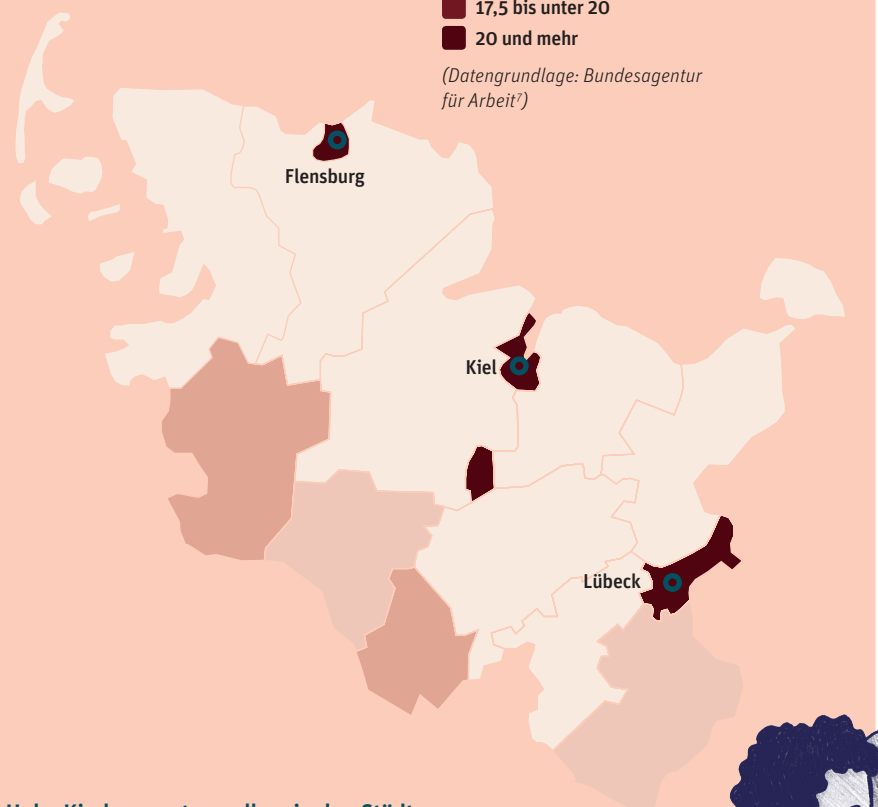 17,5 bis unter 20
20 und mehr
(Datengrundlage: Bundesagentur
für Arbeit⁷)
Flensburg
Kiel
Lübeck